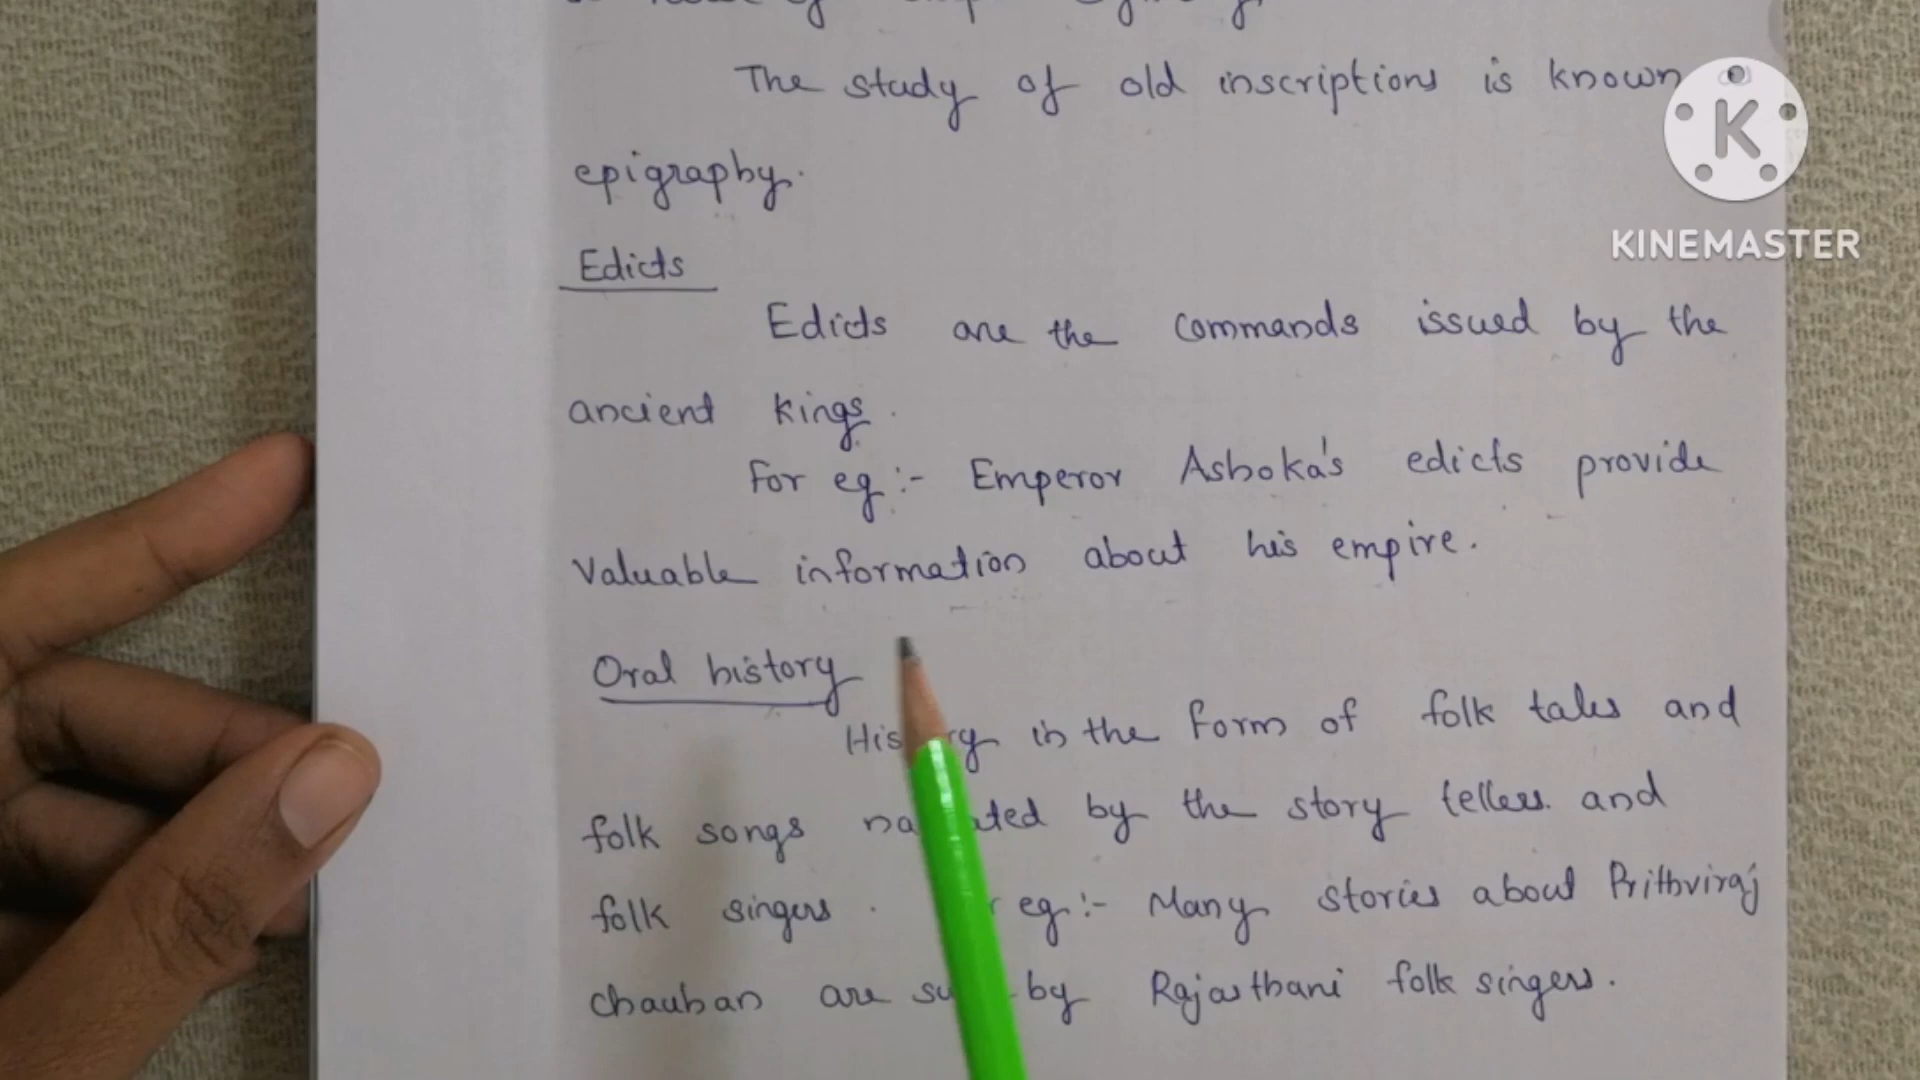 The study of old inscriptions is known
epigraphy.
Edicts
Edicts are the commands issued by the
ancient kings.
For eg :- Emperor Ashoka's edicts provide
valuable information about his empire.
Oral history
in the form of folk tales and
folk songs by the story tellers and
folk singers. eg :- Many stories about Prithviraj
chauhan are by Rajasthani folk singers.
K
KINEMASTER